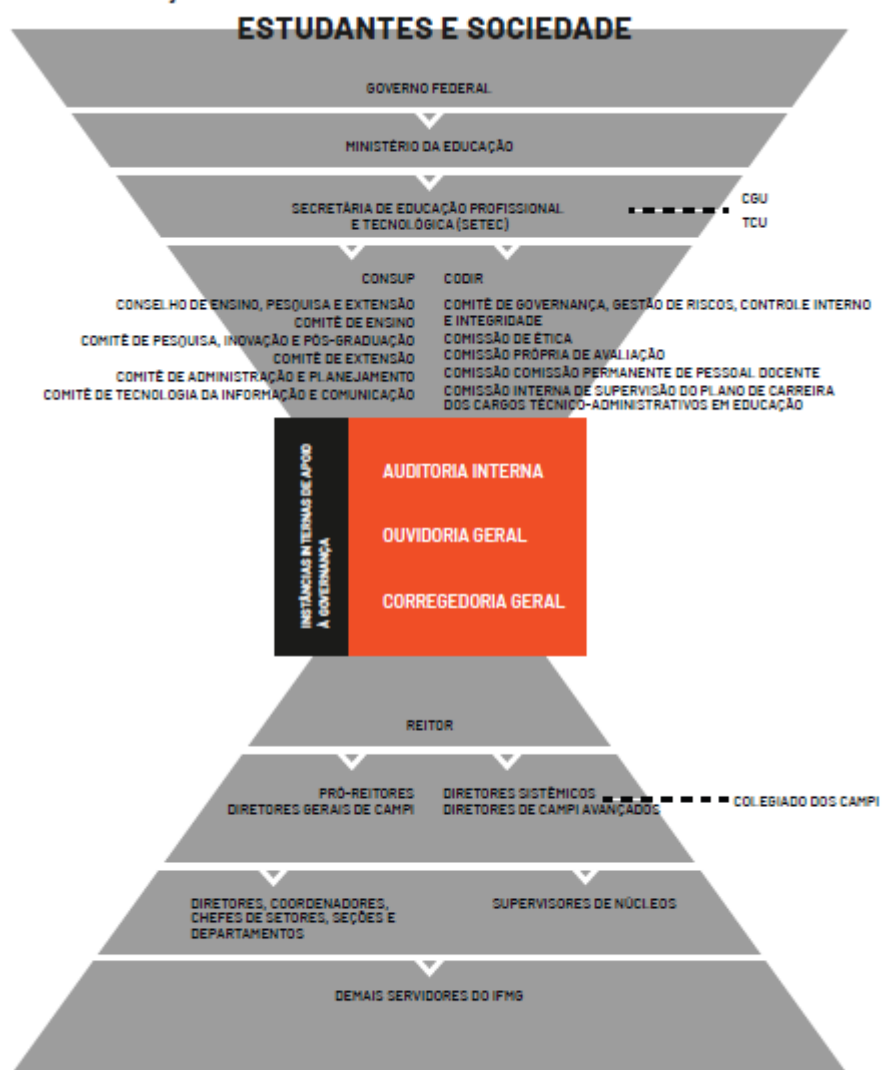 ESTUDANTES E SOCIEDADE
GOVERNO FEDERAL
MINISTÉRIO DA EDUCAÇÃO
SECRETÁRIA DE EDUCAÇÃO PROFISSIONAL
E TECNOLÓGICA (SETEC)
CGU
TCU
CONSUP
CONSELHO DE ENSINO, PESQUISA E EXTENSÃO
COMITÊ DE ENSINO
COMITÊ DE PESQUISA, INOVAÇÃO E PÓS-GRADUAÇÃO
COMITÊ DE EXTENSÃO
COMITÊ DE ADMINISTRAÇÃO E PLANEJAMENTO
COMITÊ DE TECNOLOGIA DA INFORMAÇÃO E COMUNICAÇÃO
CODIR
COMITÊ DE GOVERNANÇA, GESTÃO DE RISCOS, CONTROLE INTERNO
E INTEGRIDADE
COMISSÃO DE ÉTICA
COMISSÃO PRÓPRIA DE AVALIAÇÃO
COMISSÃO COMISSÃO PERMANENTE DE PESSOAL DOCENTE
COMISSÃO INTERNA DE SUPERVISÃO DO PLANO DE CARREIRA
DOS CARGOS TÉCNICO-ADMINISTRATIVOS EM EDUCAÇÃO
INSTÂNCIAS INTERNAS DE APOIO
À GOVERNANÇA
AUDITORIA INTERNA
OUVIDORIA GERAL
CORREGEDORIA GERAL
REITOR
PRÓ-REITORES
DIRETORES GERAIS DE CAMPI
DIRETORES SISTÊMICOS
DIRETORES DE CAMPI AVANÇADOS
COLEGIADO DOS CAMPI
DIRETORES, COORDENADORES,
CHEFES DE SETORES, SEÇÕES E
DEPARTAMENTOS
SUPERVISORES DE NÚCLEOS
DEMAIS SERVIDORES DO IFMG